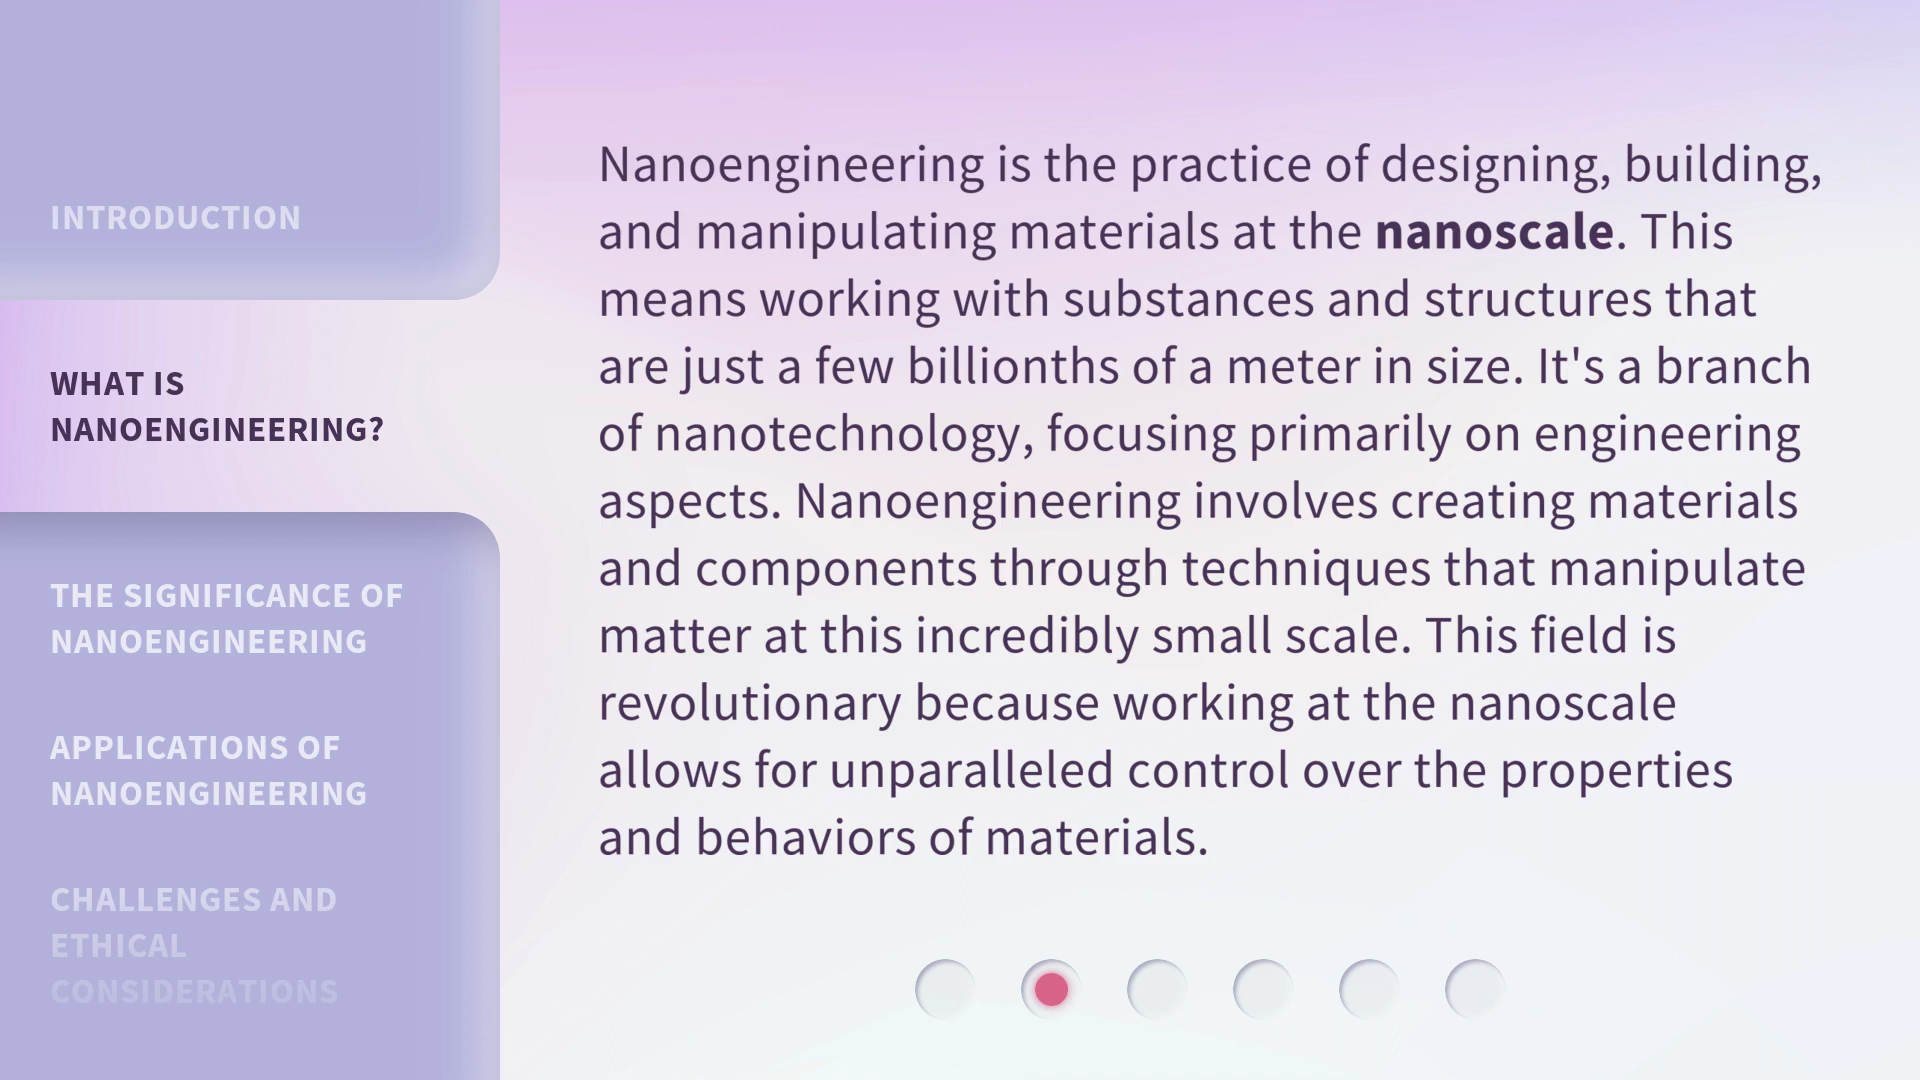 INTRODUCTION
WHAT IS
NANOENGINEERING?
THE SIGNIFICANCE OF
NANOENGINEERING
APPLICATIONS OF
NANOENGINEERING
CHALLENGES AND
ETHICAL
CONSIDERATIONS
Nanoengineering is the practice of designing, building,
and manipulating materials at the nanoscale. This
means working with substances and structures that
are just a few billionths of a meter in size. It's a branch
of nanotechnology, focusing primarily on engineering
aspects. Nanoengineering involves creating materials
and components through techniques that manipulate
matter at this incredibly small scale. This field is
revolutionary because working at the nanoscale
allows for unparalleled control over the properties
and behaviors of materials.